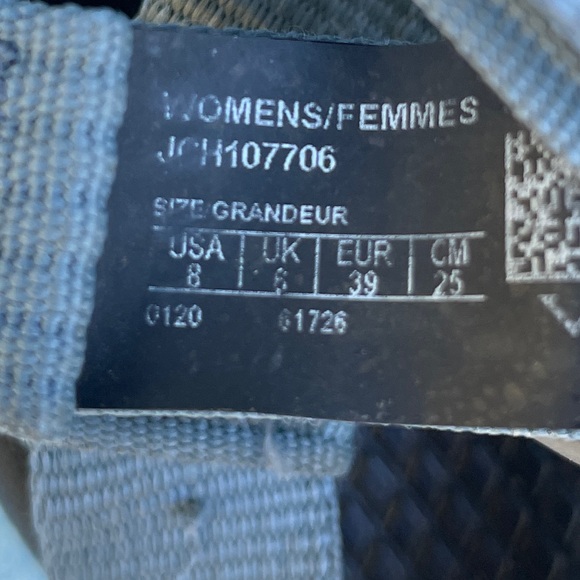 WOMENS/FEMMES
JCH107706
SIZE/GRANDEUR
USA UK EUR CM
8 6 39 25
0120 61726